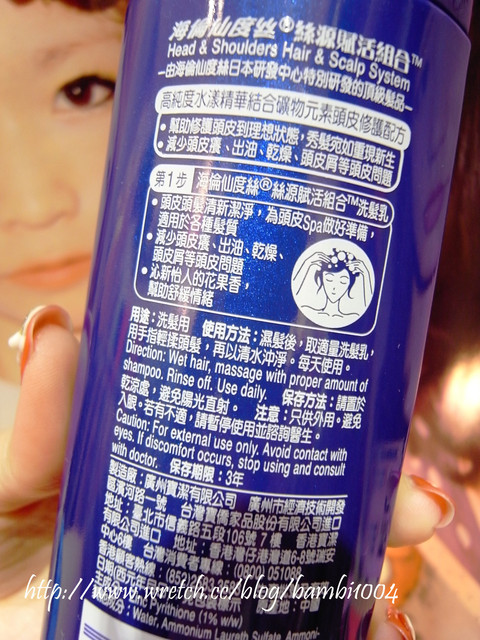 海倫仙度絲®絲源賦活組合™
Head & Shoulders Hair & Scalp System
–由海倫仙度絲日本研發中心特別研發的頂級髮品–
高純度水漾精華結合礦物元素頭皮修護配方
• 幫助修護頭皮到理想狀態，秀髮宛如重現新生
• 減少頭皮癢、出油、乾燥、頭皮屑等頭皮問題
第1步 海倫仙度絲®絲源賦活組合™洗髮乳
• 頭皮頭髮清新潔淨，為頭皮Spa做好準備，
適用於各種髮質
• 減少頭皮癢、出油、乾燥、
頭皮屑等頭皮問題
• 沁新怡人的花果香，
幫助舒緩情緒
用途：洗髮用 使用方法：濕髮後，取適量洗髮乳，
用手指輕揉頭髮，再以清水沖淨。每天使用。
Direction: Wet hair, massage with proper amount of
shampoo. Rinse off. Use daily. 保存方法：請置於
乾涼處，避免陽光直射。 注意：只供外用。避免
入眼。若有不適，請暫停使用並諮詢醫生。
Caution: For external use only. Avoid contact with
eyes. If discomfort occurs, stop using and consult
with doctor. 保存期限：3年
製造廠：廣州寶潔有限公司 廣州市經濟技術開發
區濱河路一號 台灣寶僑家品股份有限公司進口
地址：臺北市信義路五段106號7樓 香港寶潔
有限公司進口 地址：香港灣仔港灣道6-8號瑞安
中心6樓 台灣消費者專線：(0800) 05108
香港顧客熱線：(852)
日期(西元年
地：中國
Pyrithione (1% w/w)
Water, Ammonium Laureth Sulfate, Ammoni-
http://www.wretch.cc/blog/bambi1004